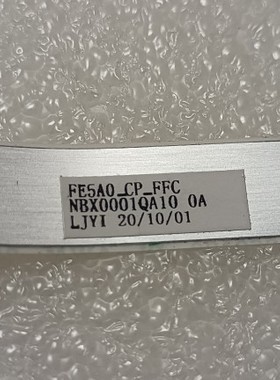 FE5A0_CP_FFC
NBX0001QA10 0A
LJYI 20/10/01